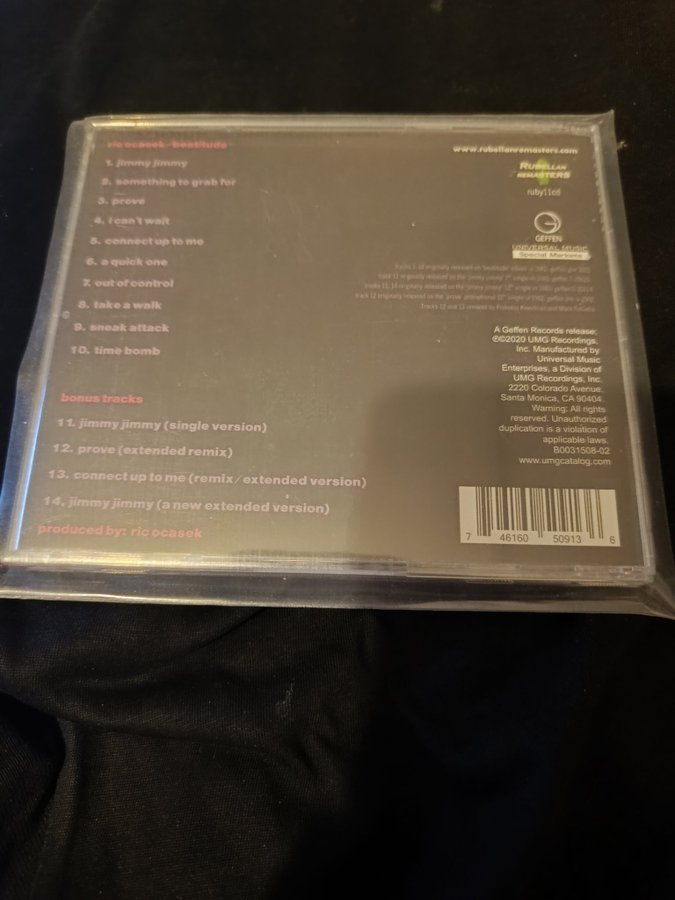 ric ocasek/beatitude
1. jimmy jimmy
2. something to grab for
3. prove
4. i can't wait
5. connect up to me
6. a quick one
7. out of control
8. take a walk
9. sneak attack
10. time bomb
bonus tracks
11. jimmy jimmy (single version)
12. prove (extended remix)
13. connect up to me (remix/extended version)
14. jimmy jimmy (a new extended version)
produced by: ric ocasek
www.rubellanremasters.com
RUBELLAN
REMASTERS
ruby11cd
G
GEFFEN
UNIVERSAL MUSIC
Special Markets
A Geffen Records release;
℗©2020 UMG Recordings,
Inc. Manufactured by
Universal Music
Enterprises, a Division of
UMG Recordings, Inc.
2220 Colorado Avenue.
Santa Monica, CA 90404.
Warning: All rights
reserved. Unauthorized
duplication is a violation of
applicable laws.
B0031508-02
www.umgcatalog.com
7 46160 50913 6